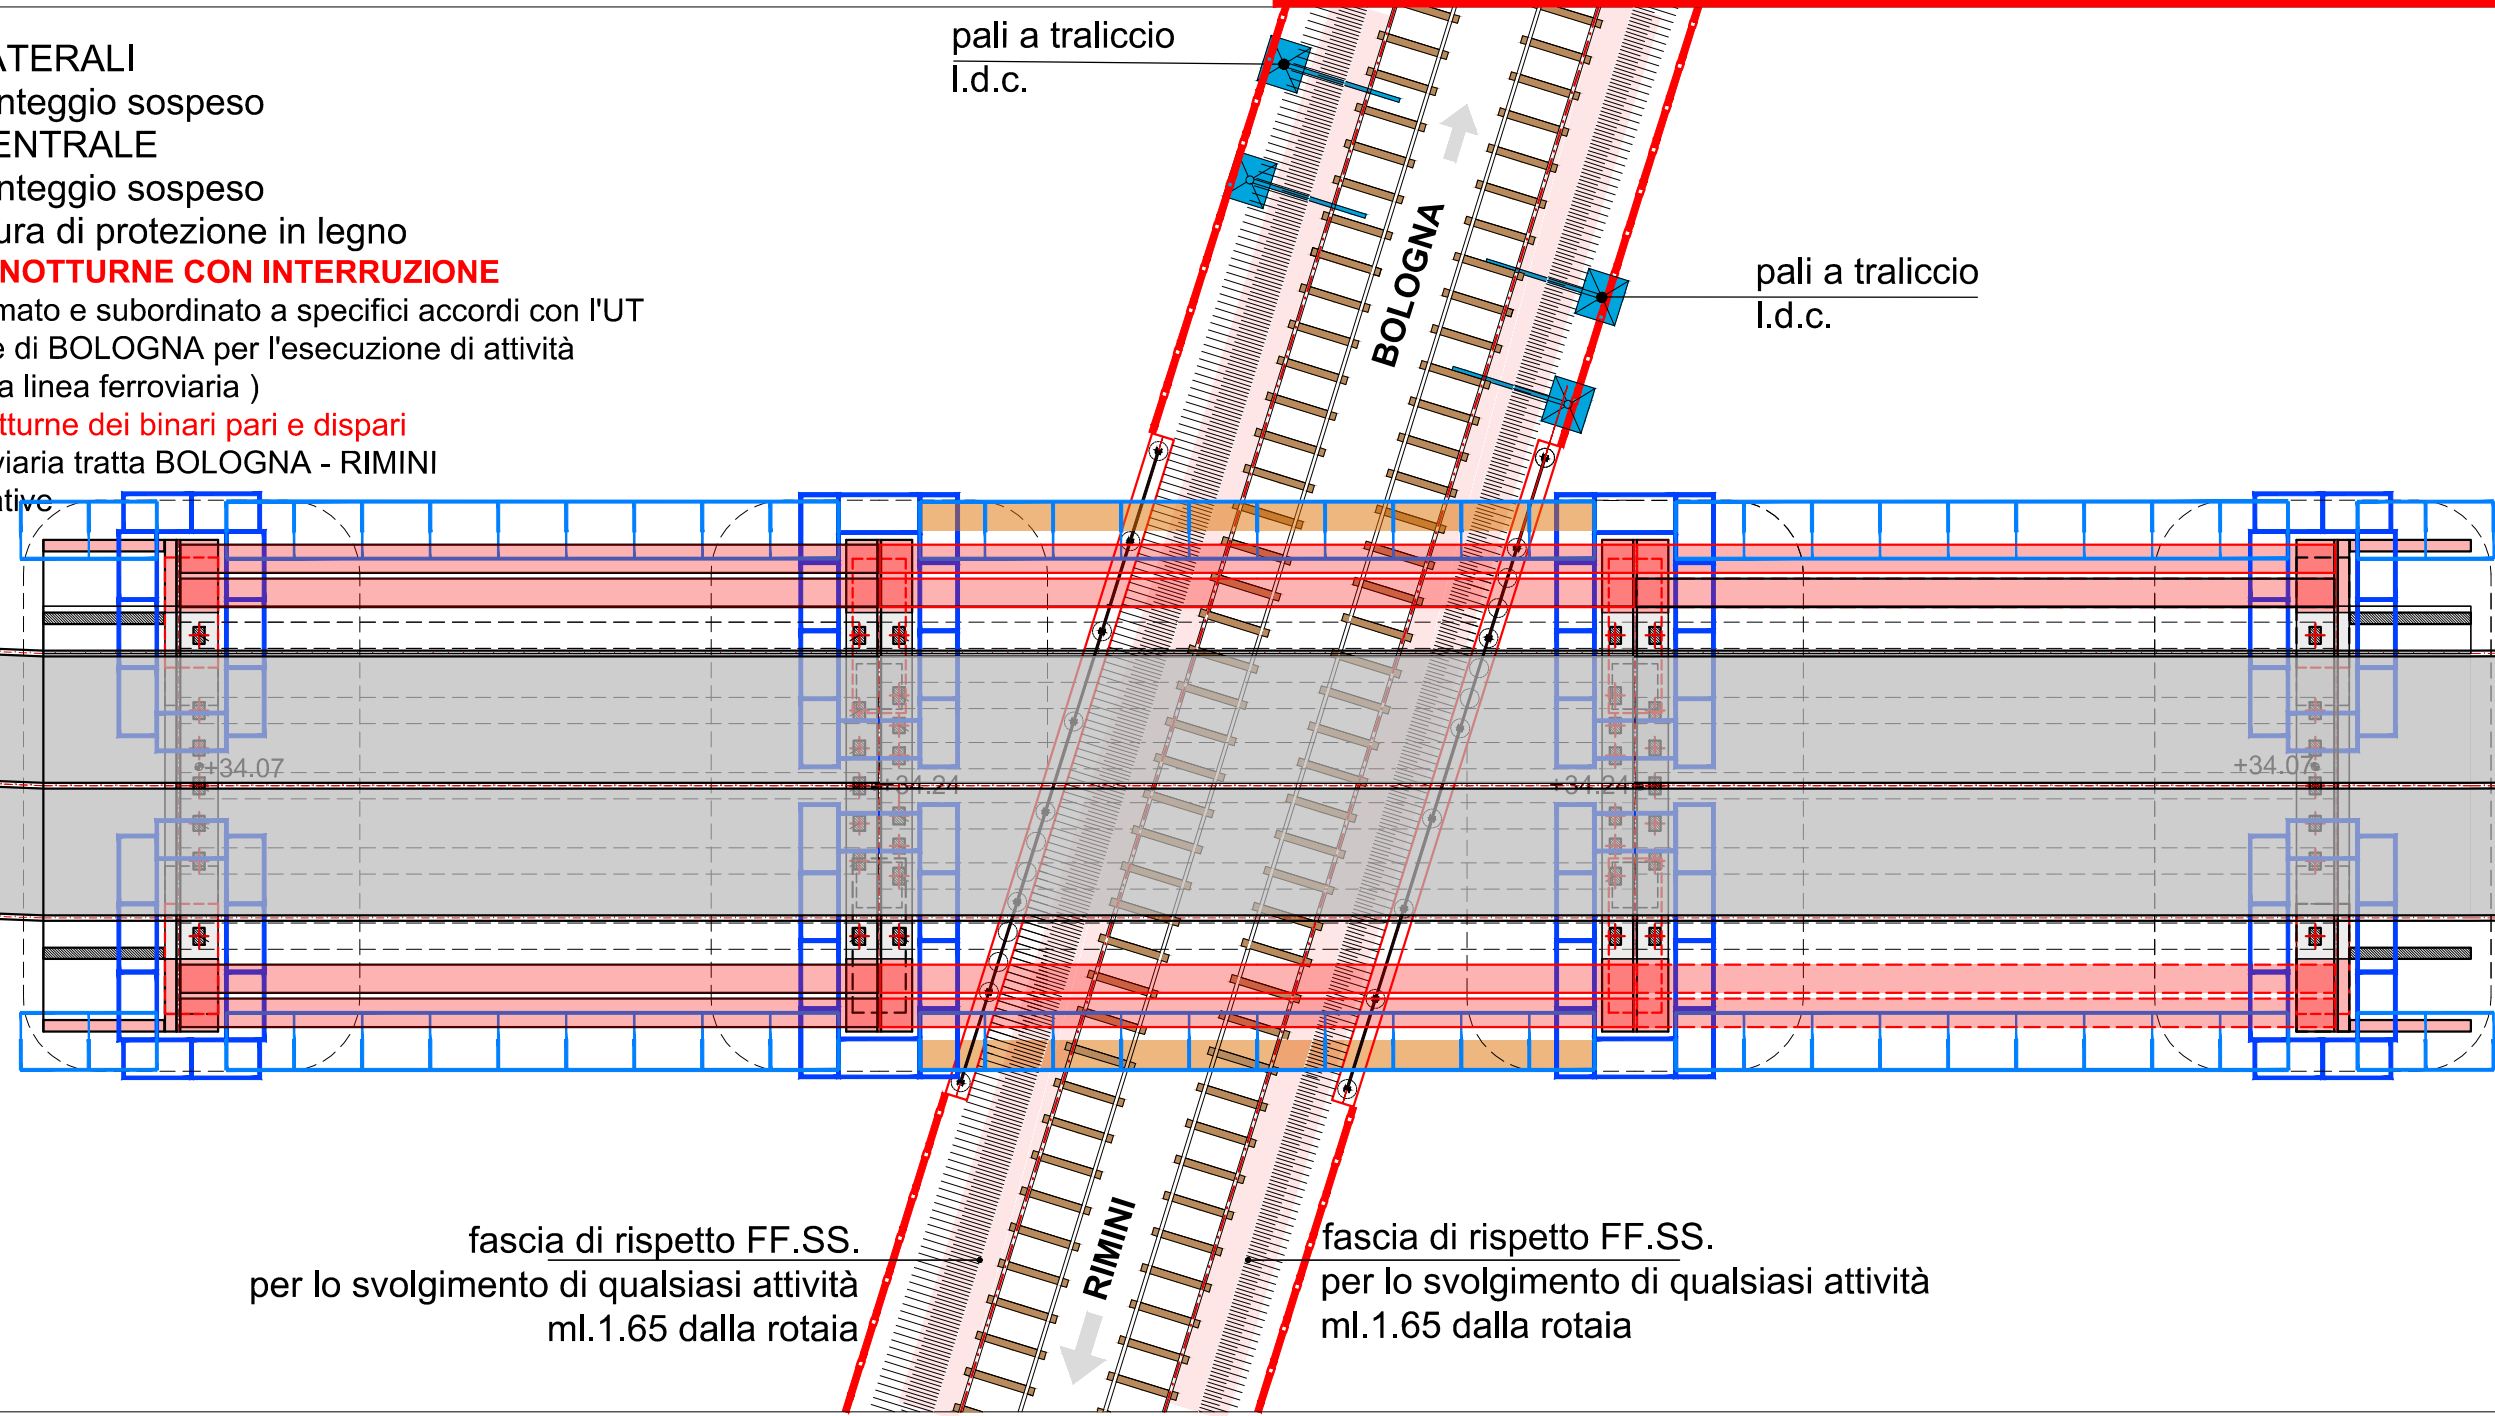 ATERALI
nteggio sospeso
ENTRALE
nteggio sospeso
ura di protezione in legno
NOTTURNE CON INTERRUZIONE
mato e subordinato a specifici accordi con l'UT
e di BOLOGNA per l'esecuzione di attività
a linea ferroviaria )
tturne dei binari pari e dispari
viaria tratta BOLOGNA - RIMINI
ative
pali a traliccio
l.d.c.
pali a traliccio
l.d.c.
BOLOGNA
+34.07
+34.24
+34.24
+34.07
RIMINI
fascia di rispetto FF.SS.
per lo svolgimento di qualsiasi attività
ml.1.65 dalla rotaia
fascia di rispetto FF.SS.
per lo svolgimento di qualsiasi attività
ml.1.65 dalla rotaia